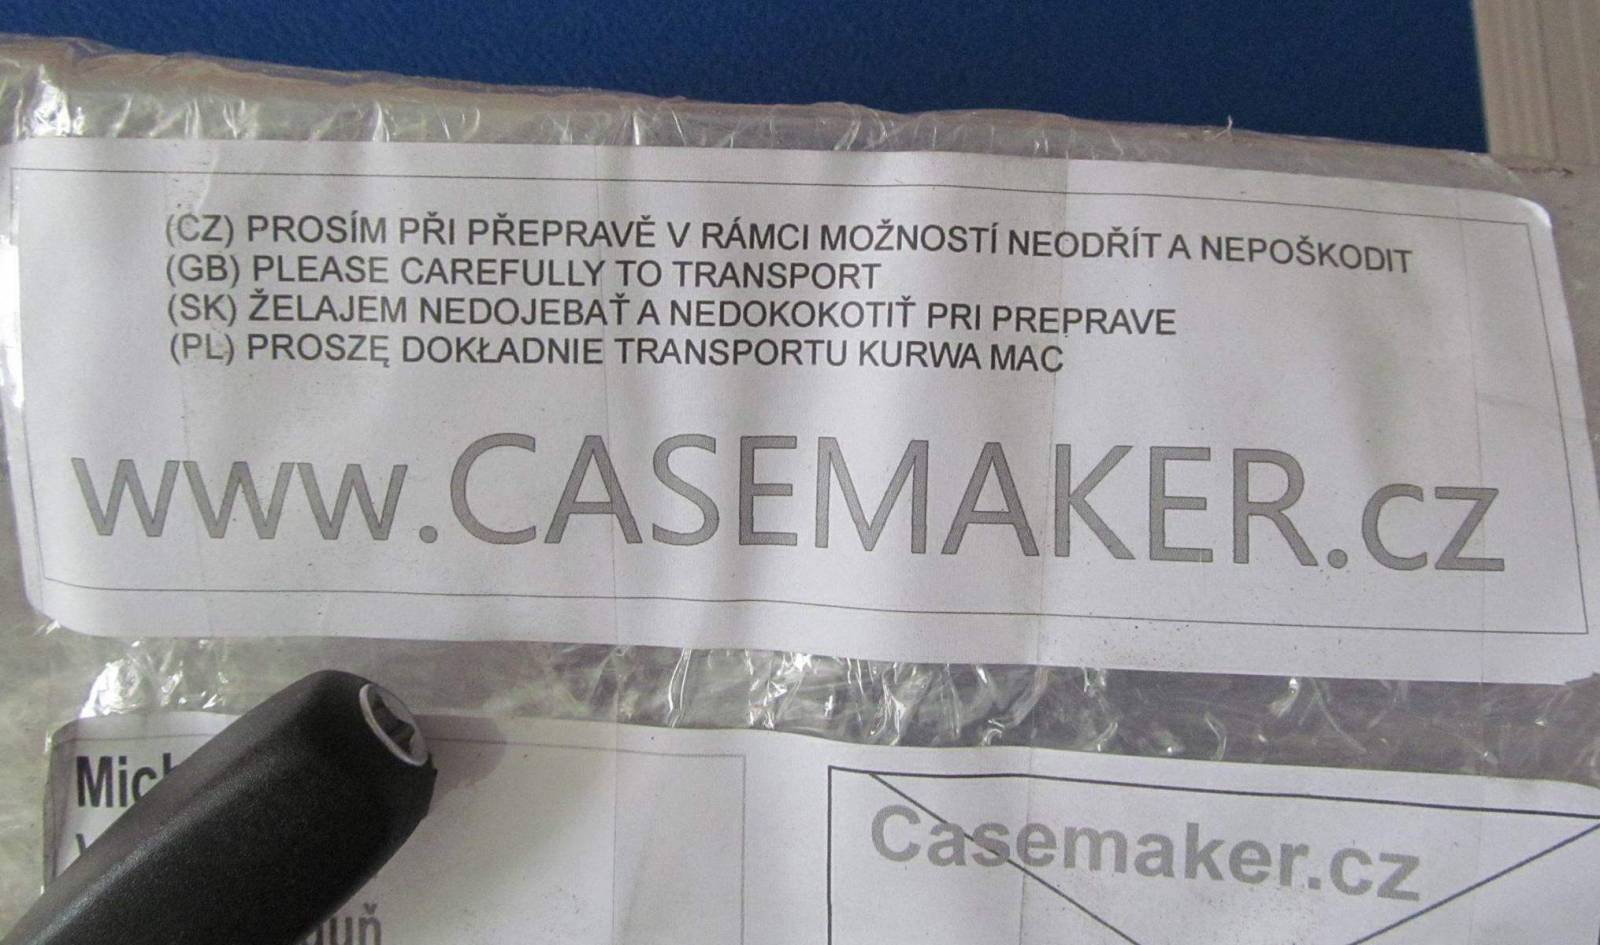 (CZ) PROSÍM PŘI PŘEPRAVĚ V RÁMCI MOŽNOSTÍ NEODŘÍT A NEPOŠKODIT
(GB) PLEASE CAREFULLY TO TRANSPORT
(SK) ŽELAJEM NEDOJEBAŤ A NEDOKOKOTIŤ PRI PREPRAVE
(PL) PROSZĘ DOKŁADNIE TRANSPORTU KURWA MAC
www.CASEMAKER.cz
Casemaker.cz